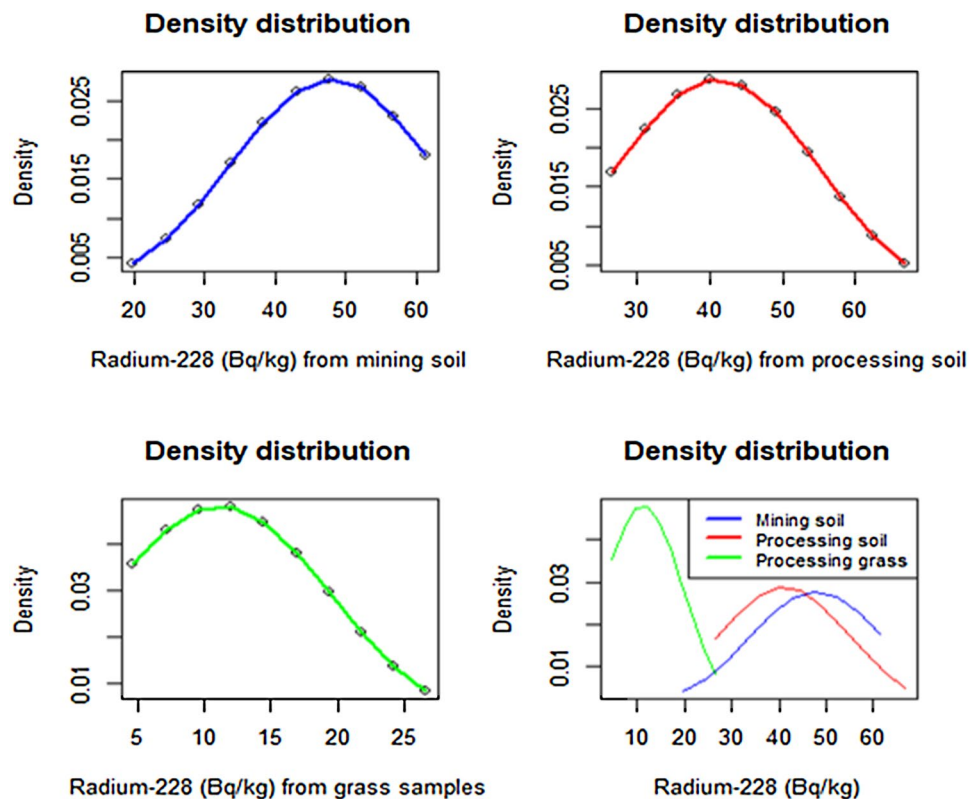 Density distribution
Density
0.025
0.015
0.005
20 30 40 50 60
Radium-228 (Bq/kg) from mining soil
Density distribution
Density
0.025
0.015
0.005
30 40 50 60
Radium-228 (Bq/kg) from processing soil
Density distribution
Density
0.03
0.01
5 10 15 20 25
Radium-228 (Bq/kg) from grass samples
Density distribution
Density
0.03
0.01
Mining soil
Processing soil
Processing grass
10 20 30 40 50 60
Radium-228 (Bq/kg)